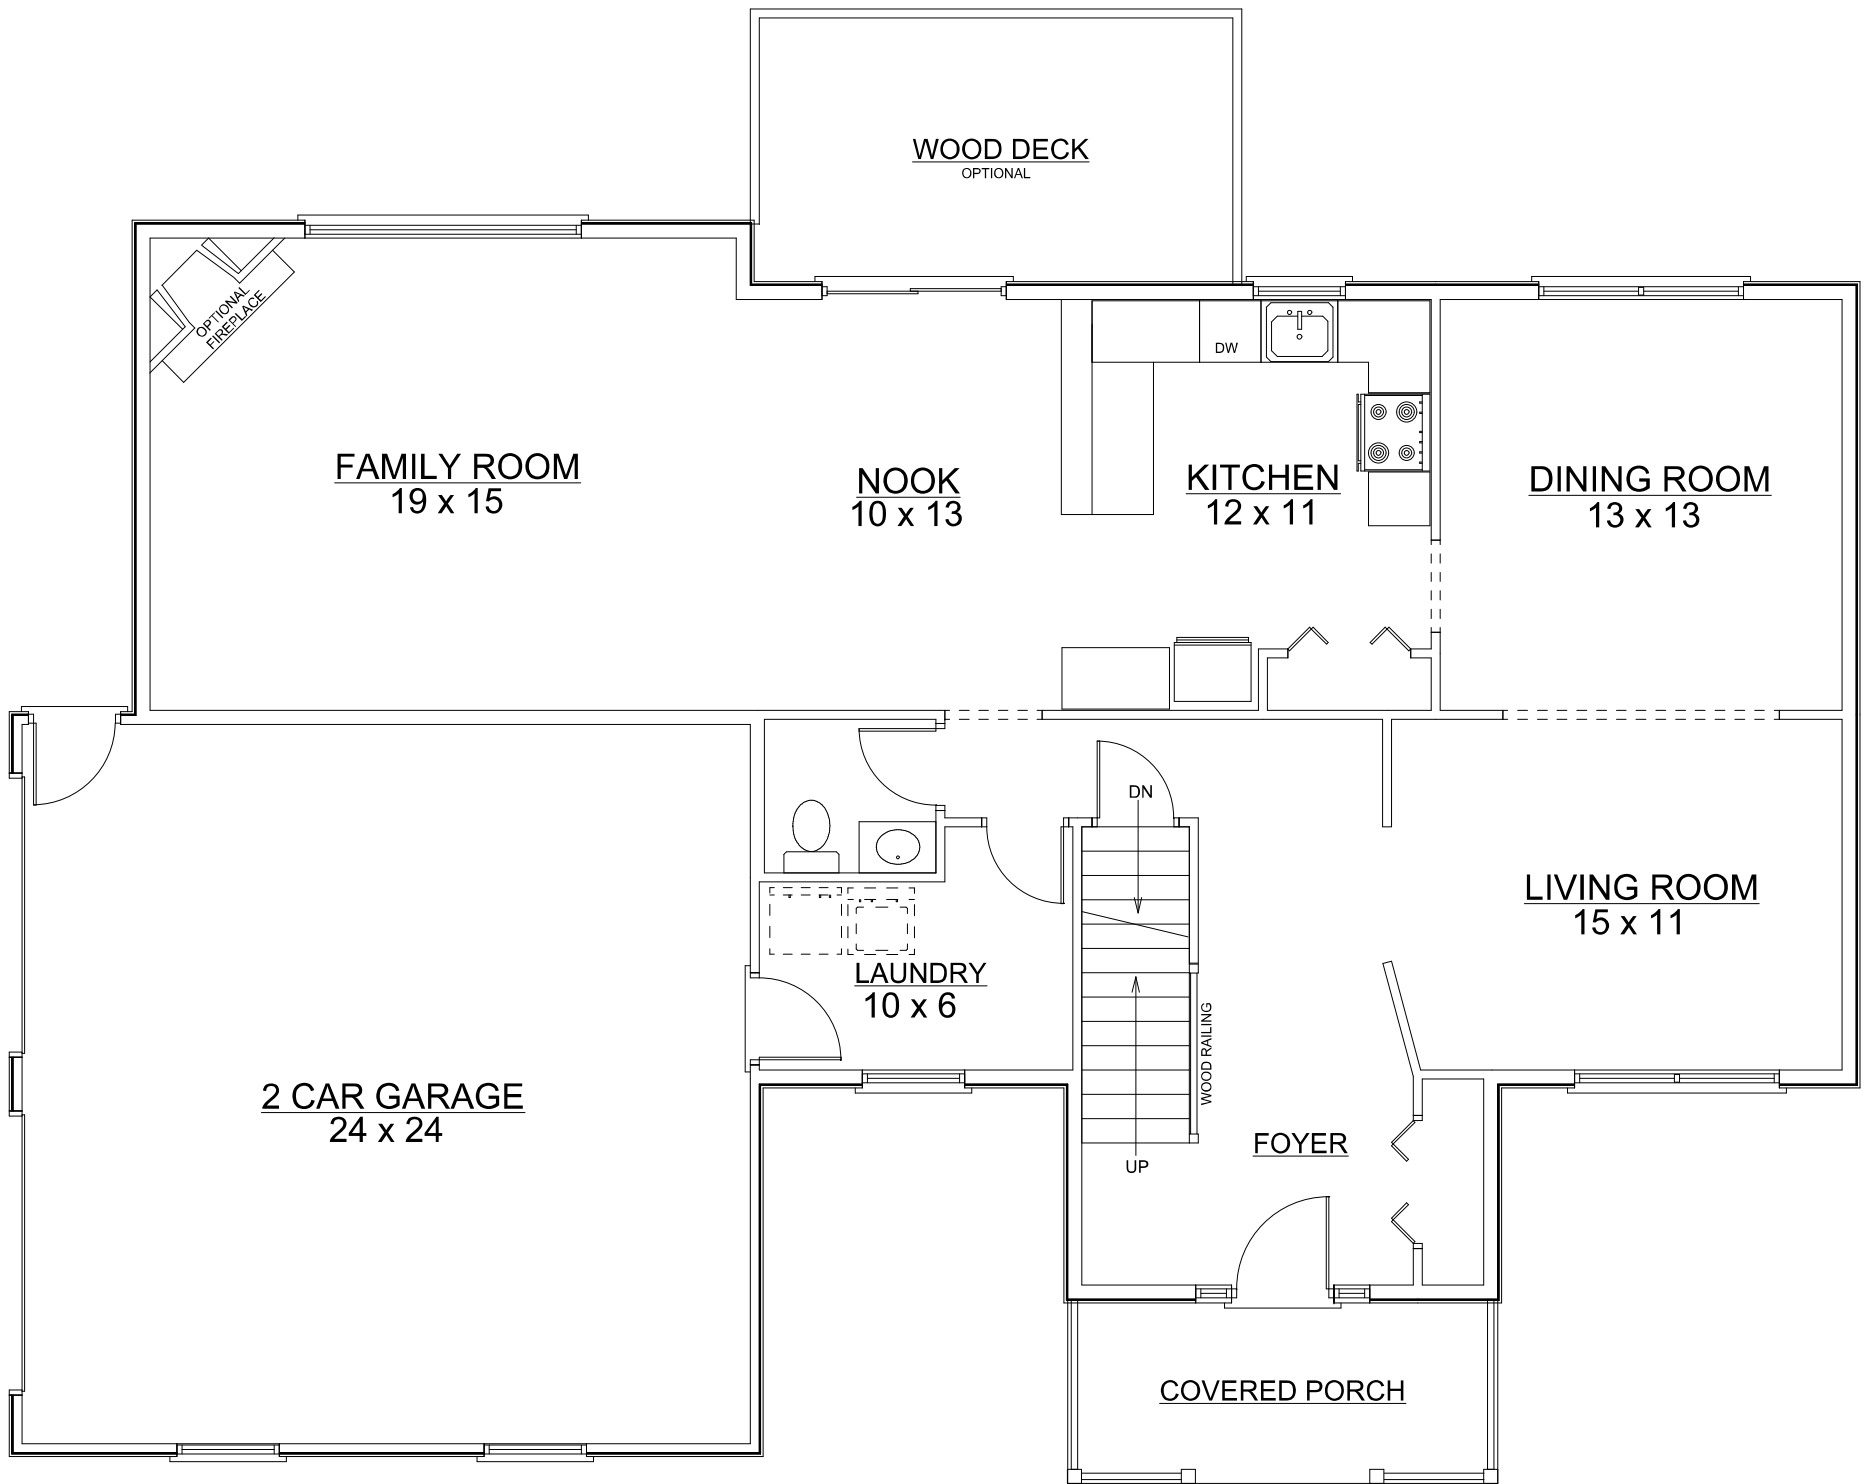 WOOD DECK
OPTIONAL
OPTIONAL
FIREPLACE
FAMILY ROOM
19 x 15
NOOK
10 x 13
DW
KITCHEN
12 x 11
DINING ROOM
13 x 13
DN
LIVING ROOM
15 x 11
LAUNDRY
10 x 6
WOOD RAILING
2 CAR GARAGE
24 x 24
UP
FOYER
COVERED PORCH